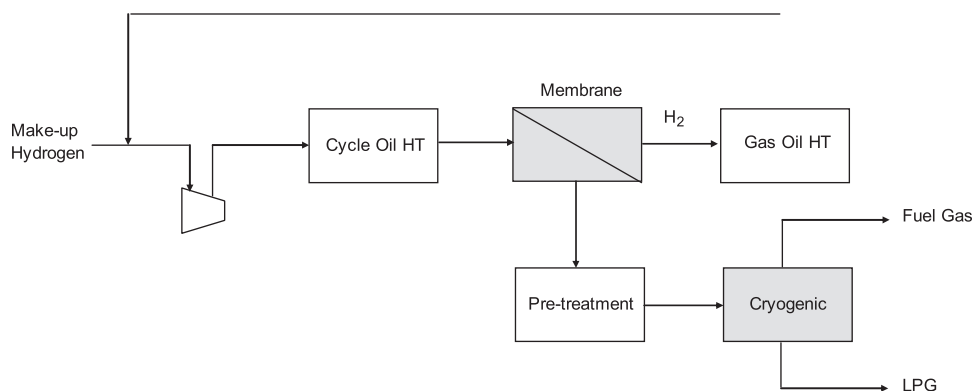 Membrane
Make-up
Hydrogen
Cycle Oil HT
H2
Gas Oil HT
Fuel Gas
Pre-treatment
Cryogenic
LPG